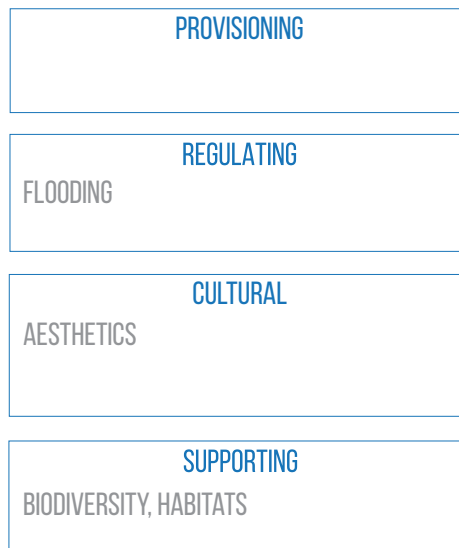 PROVISIONING
REGULATING
FLOODING
CULTURAL
AESTHETICS
SUPPORTING
BIODIVERSITY, HABITATS